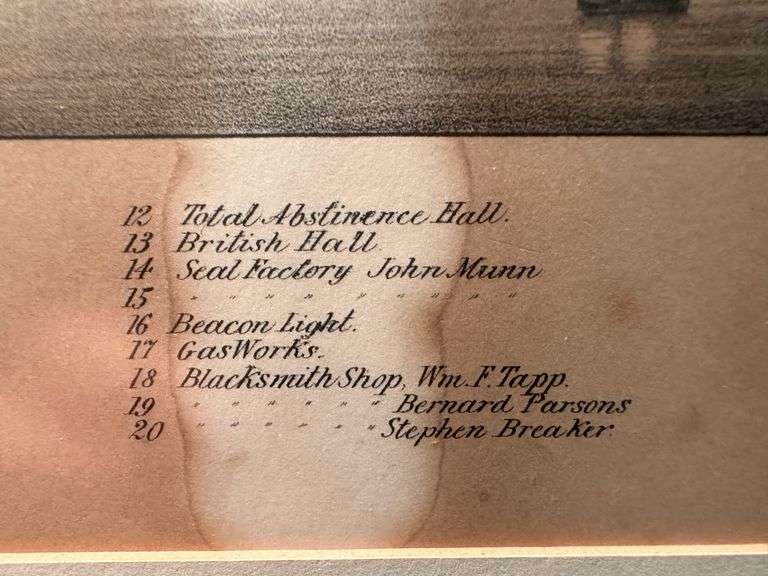 12 Total Abstinence Hall.
13 British Hall
14 Seal Factory John Munn
15 " " " " " " " " " "
16 Beacon Light.
17 Gas Works.
18 Blacksmith Shop, Wm. F. Tapp.
19 " " " " " " Bernard Parsons
20 " " " " " " Stephen Breaker.